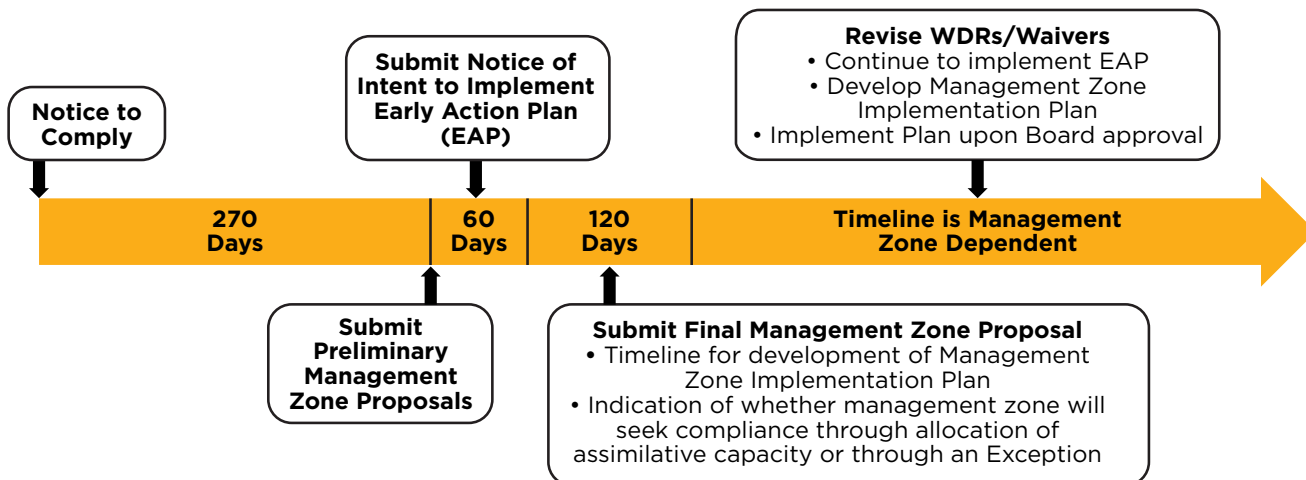 Notice to
Comply
Submit Notice of
Intent to Implement
Early Action Plan
(EAP)
Revise WDRs/Waivers
• Continue to implement EAP
• Develop Management Zone
Implementation Plan
• Implement Plan upon Board approval
270
Days
60
Days
120
Days
Timeline is Management
Zone Dependent
Submit
Preliminary
Management
Zone Proposals
Submit Final Management Zone Proposal
• Timeline for development of Management
Zone Implementation Plan
• Indication of whether management zone will
seek compliance through allocation of
assimilative capacity or through an Exception